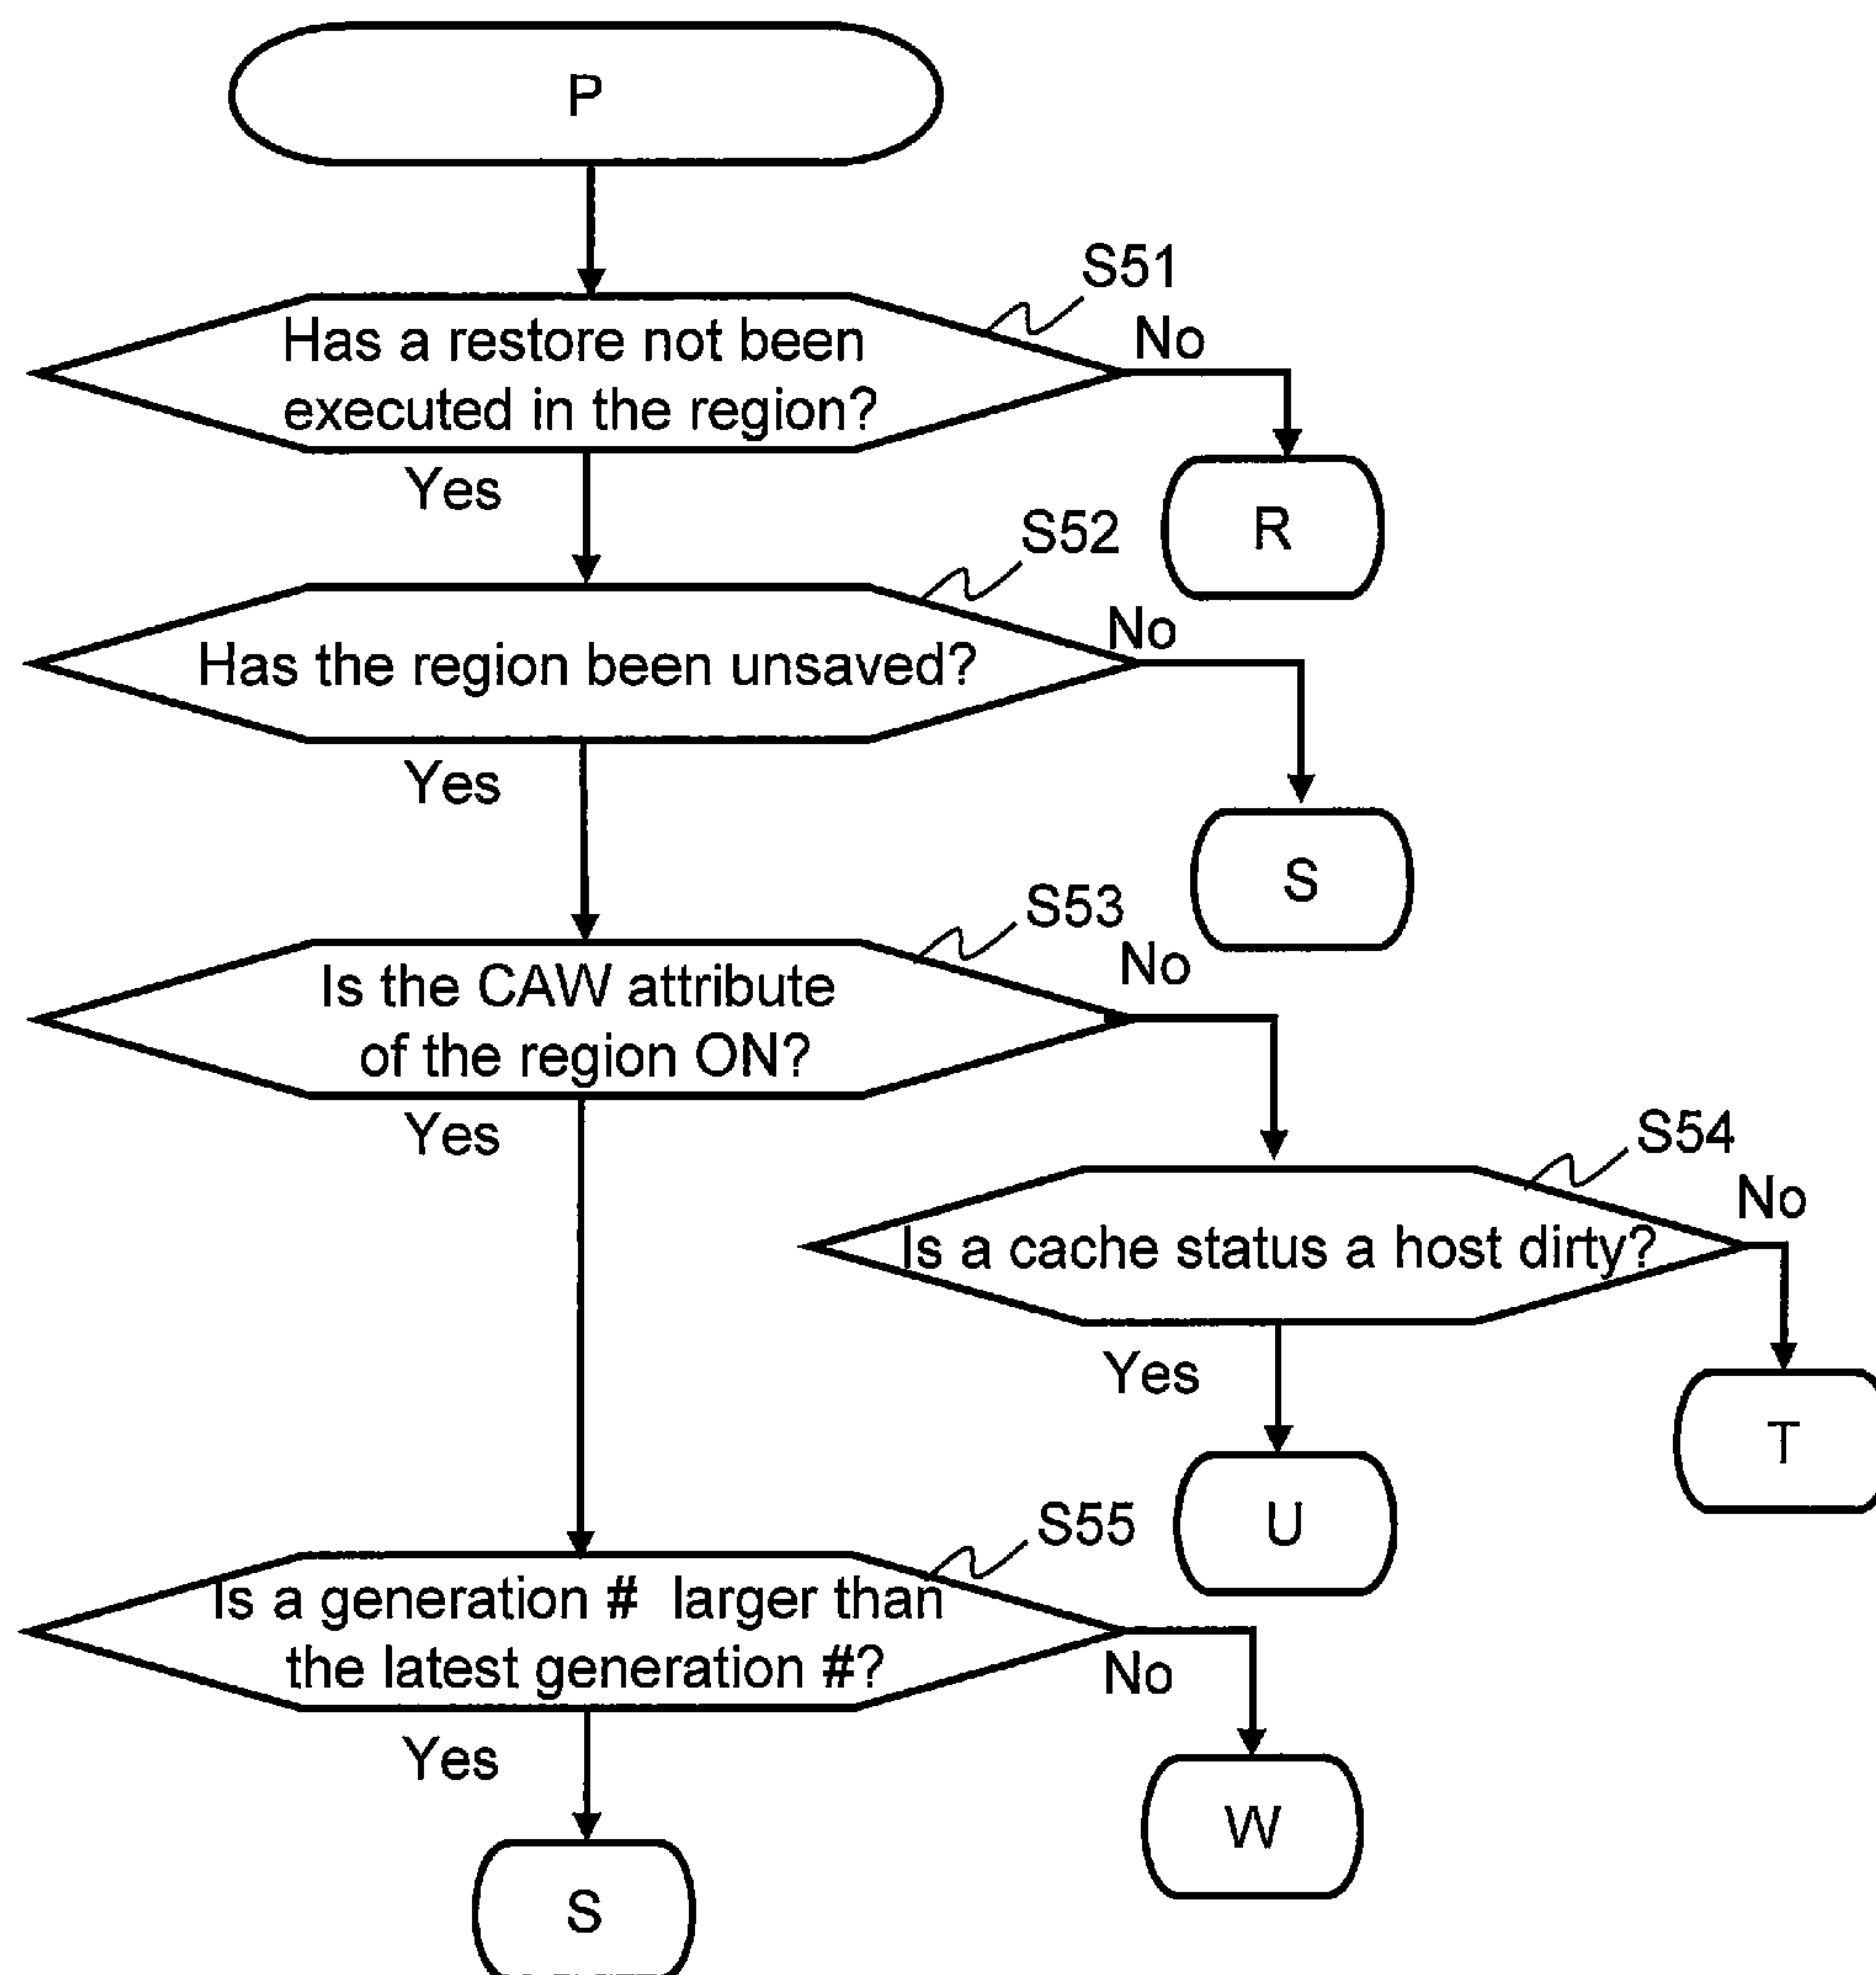 P
S51
Has a restore not been
executed in the region?
No
Yes
R
S52
Has the region been unsaved?
No
Yes
S
S53
Is the CAW attribute
of the region ON?
No
Yes
S54
Is a cache status a host dirty?
No
Yes
T
U
S55
Is a generation # larger than
the latest generation #?
No
Yes
W
S